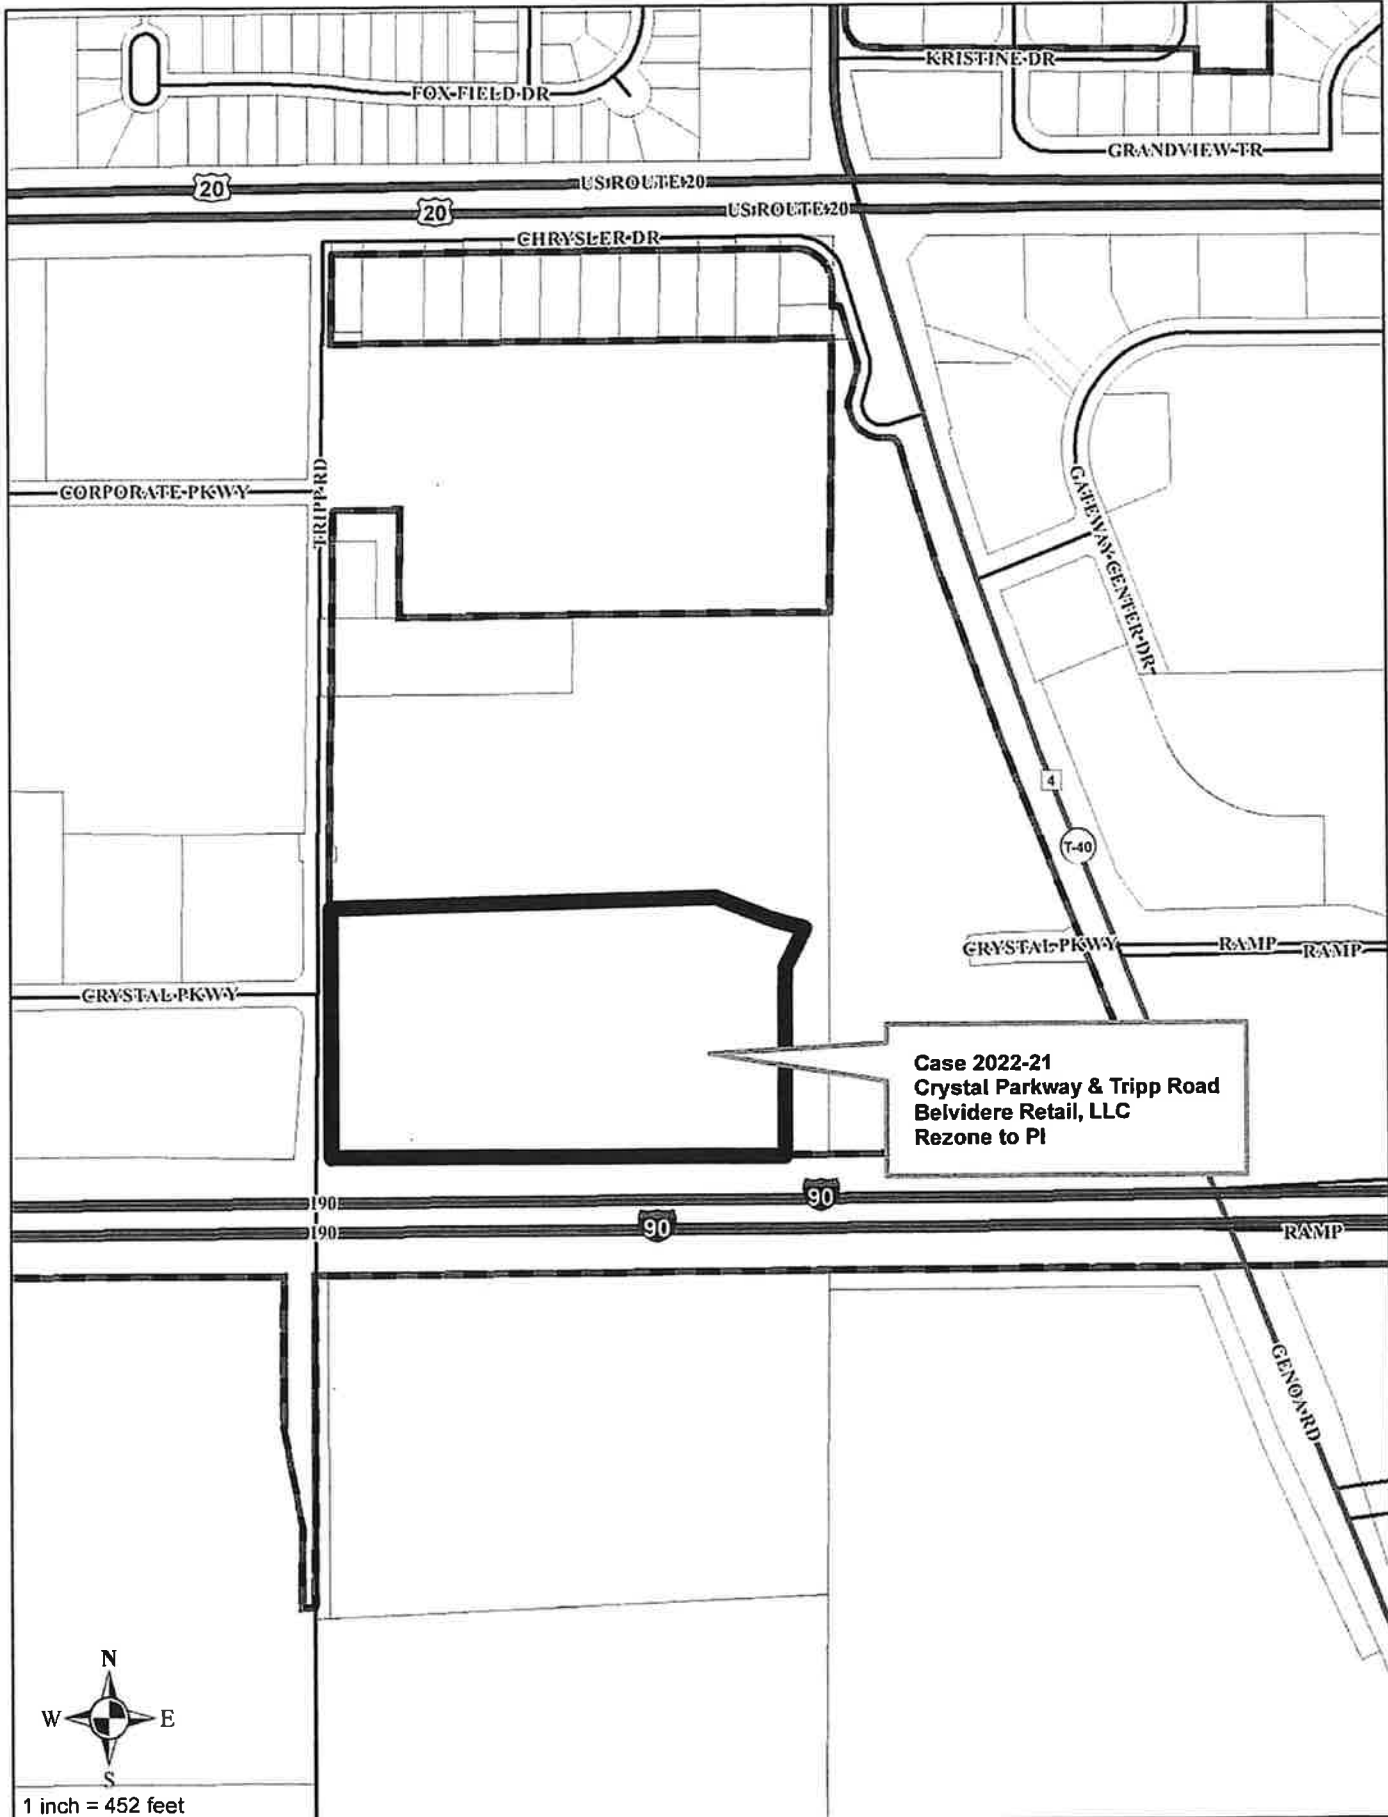 KRISTINE DR
FOX FIELD DR
GRANDVIEW TR
20
US ROUTE 20
20
US ROUTE 20
CHRYSLER DR
TRIPP RD
CORPORATE PKWY
GATEWAY CENTER DR
4
T-40
CRYSTAL PKWY
RAMP
RAMP
CRYSTAL PKWY
Case 2022-21
Crystal Parkway & Tripp Road
Belvidere Retail, LLC
Rezone to PI
I90
90
I90
90
RAMP
GENOA RD
N
W E
S
1 inch = 452 feet